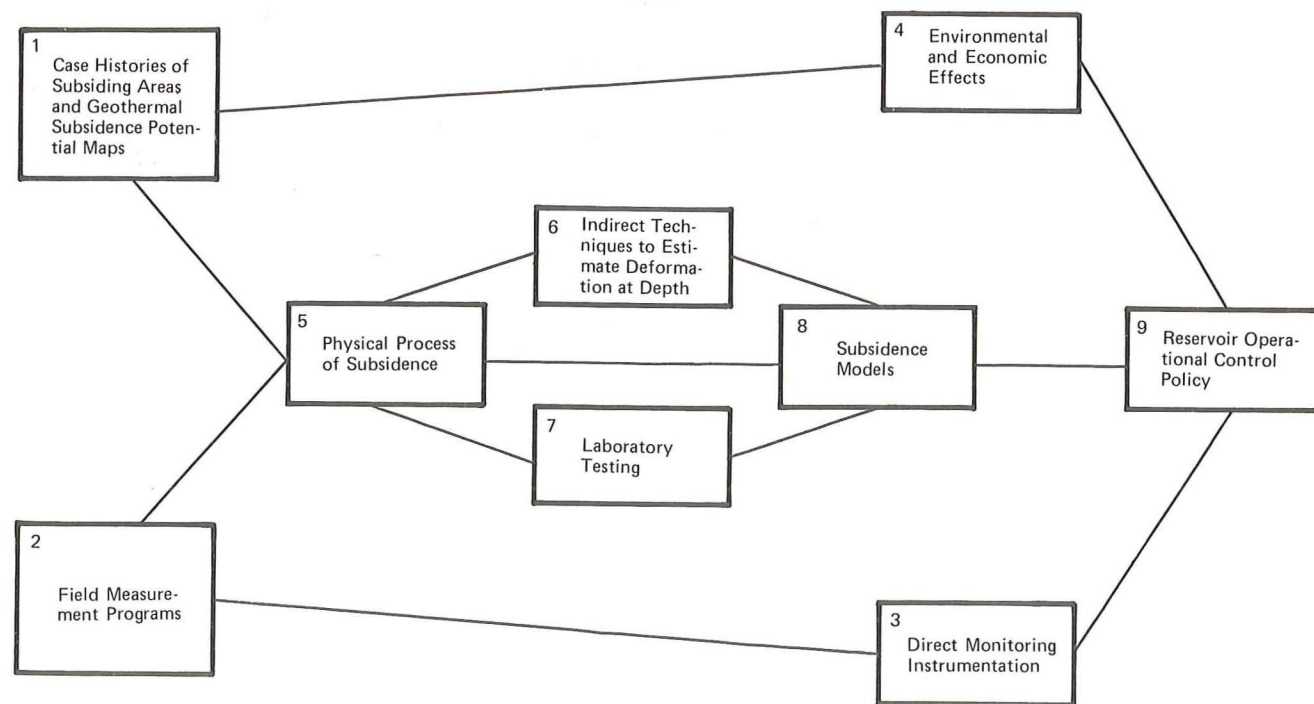 1
Case Histories of
Subsiding Areas
and Geothermal
Subsidence Poten-
tial Maps
4
Environmental
and Economic
Effects
6
Indirect Tech-
niques to Esti-
mate Deforma-
tion at Depth
5
Physical Process
of Subsidence
8
Subsidence
Models
9
Reservoir Opera-
tional Control
Policy
7
Laboratory
Testing
2
Field Measure-
ment Programs
3
Direct Monitoring
Instrumentation